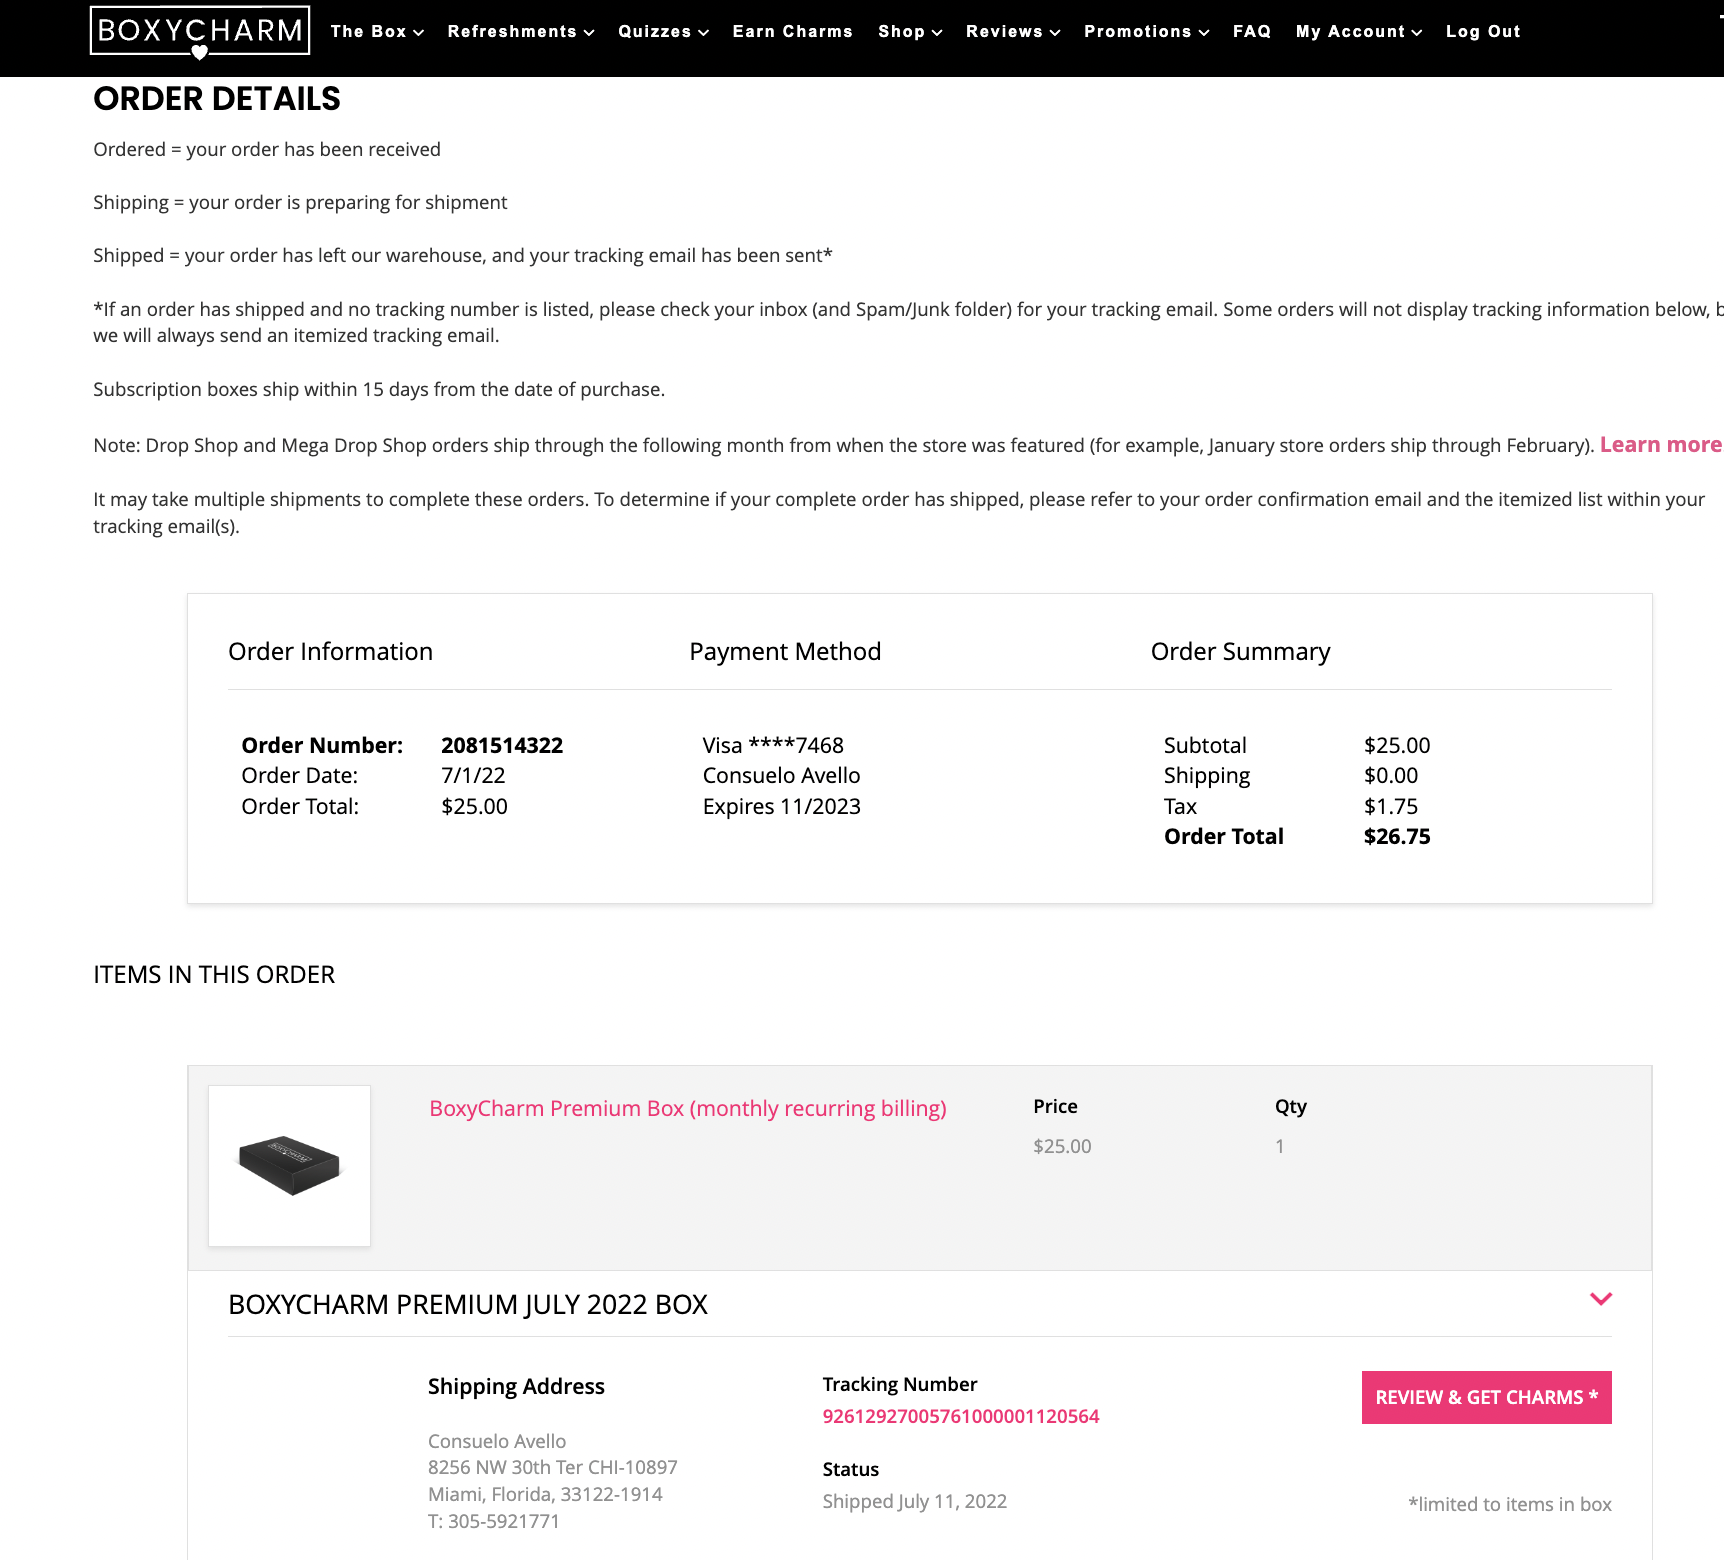 BOXYCHARM
The Box Refreshments Quizzes Earn Charms Shop Reviews Promotions FAQ My Account Log Out
ORDER DETAILS
Ordered = your order has been received
Shipping = your order is preparing for shipment
Shipped = your order has left our warehouse, and your tracking email has been sent*
*If an order has shipped and no tracking number is listed, please check your inbox (and Spam/Junk folder) for your tracking email. Some orders will not display tracking information below,
we will always send an itemized tracking email.
Subscription boxes ship within 15 days from the date of purchase.
Note: Drop Shop and Mega Drop Shop orders ship through the following month from when the store was featured (for example, January store orders ship through February). Learn more
It may take multiple shipments to complete these orders. To determine if your complete order has shipped, please refer to your order confirmation email and the itemized list within your
tracking email(s).
Order Information Payment Method Order Summary
Order Number: 2081514322 Visa ****7468 Subtotal $25.00
Order Date: 7/1/22 Consuelo Avello Shipping $0.00
Order Total: $25.00 Expires 11/2023 Tax $1.75
Order Total $26.75
ITEMS IN THIS ORDER
BOXYCHARM
BoxyCharm Premium Box (monthly recurring billing) Price Qty
$25.00 1
BOXYCHARM PREMIUM JULY 2022 BOX
Shipping Address Tracking Number
92612927005761000001120564 REVIEW & GET CHARMS *
Consuelo Avello
8256 NW 30th Ter CHI-10897 Status
Miami, Florida, 33122-1914 Shipped July 11, 2022 *limited to items in box
T: 305-5921771